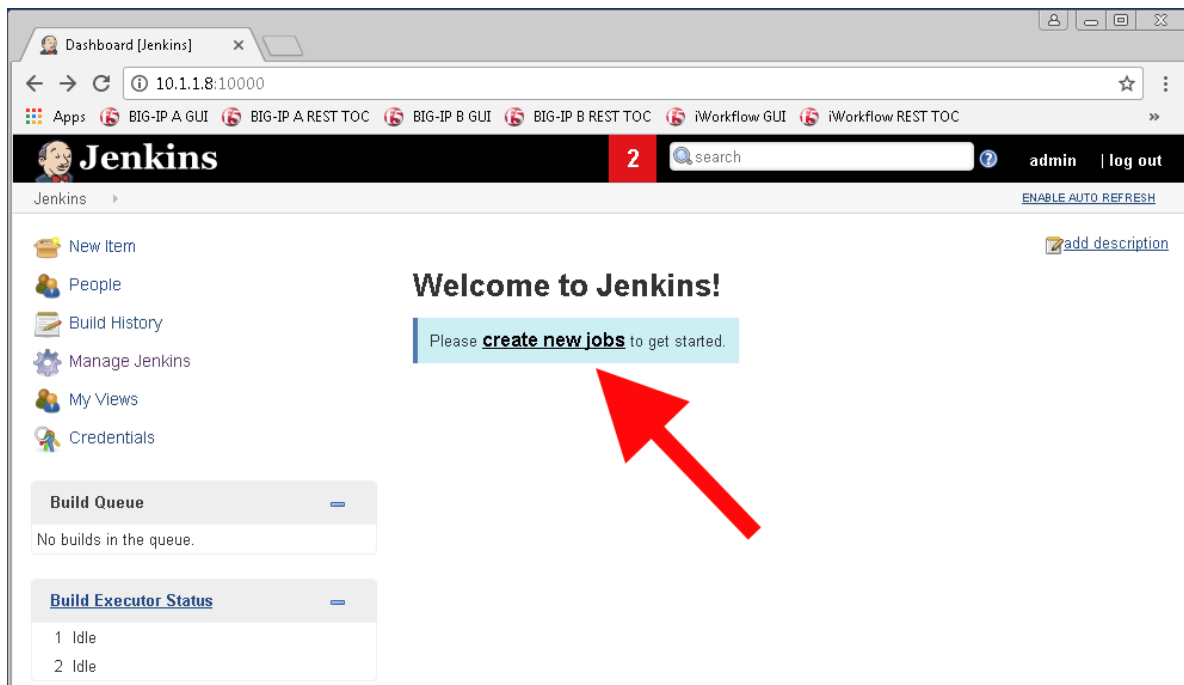 Dashboard [Jenkins]
10.1.1.8:10000
Apps BIG-IP A GUI BIG-IP A REST TOC BIG-IP B GUI BIG-IP B REST TOC iWorkflow GUI iWorkflow REST TOC »
Jenkins 2 search admin | log out
Jenkins ENABLE AUTO REFRESH
New Item
add description
People
Welcome to Jenkins!
Build History
Please create new jobs to get started.
Manage Jenkins
My Views
Credentials
Build Queue
No builds in the queue.
Build Executor Status
1 Idle
2 Idle